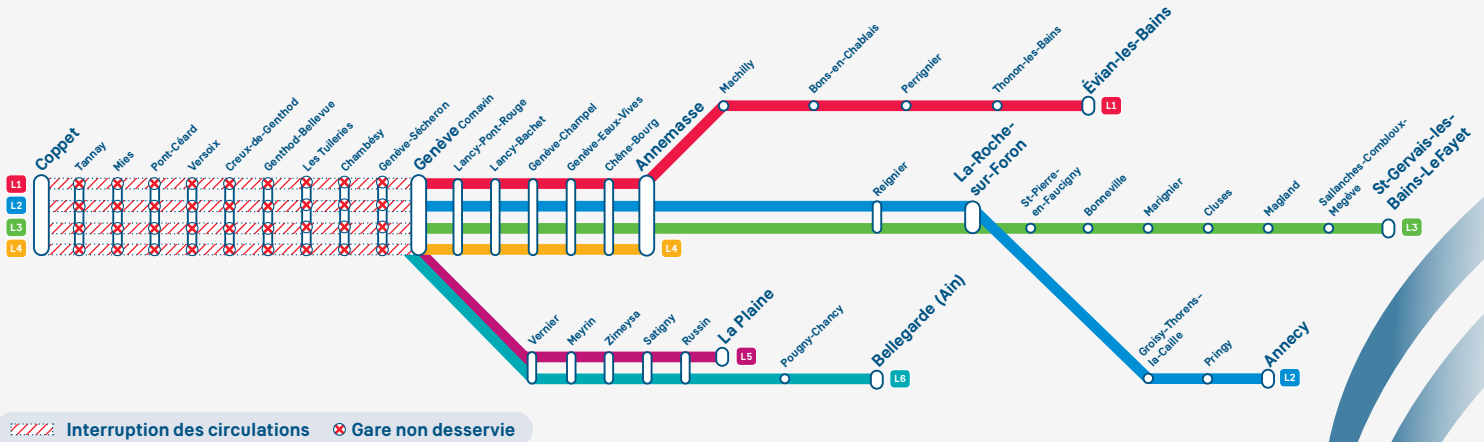 L1
L2
L3
L4
Coppet
Tannay
Mies
Pont-Céard
Versoix
Creux-de-Genthod
Genthod-Bellevue
Les Tuileries
Chambésy
Genève-Sécheron
Genève Cornavin
Lancy-Pont-Rouge
Lancy-Bachet
Genève-Champel
Genève-Eaux-Vives
Chêne-Bourg
Annemasse
L4
Machilly
Bons-en-Chablais
Perrignier
Thonon-les-Bains
Évian-les-Bains
L1
Reignier
La-Roche-
sur-Foron
St-Pierre-
en-Faucigny
Bonneville
Marignier
Cluses
Magland
Sallanches-Combloux-
Megève
St-Gervais-les-
Bains-Le Fayet
L3
Vernier
Meyrin
Zimeysa
Satigny
Russin
La Plaine
L5
Pougny-Chancy
Bellegarde (Ain)
L6
Groisy-Thorens-
la-Caille
Pringy
Annecy
L2
Interruption des circulations
Gare non desservie